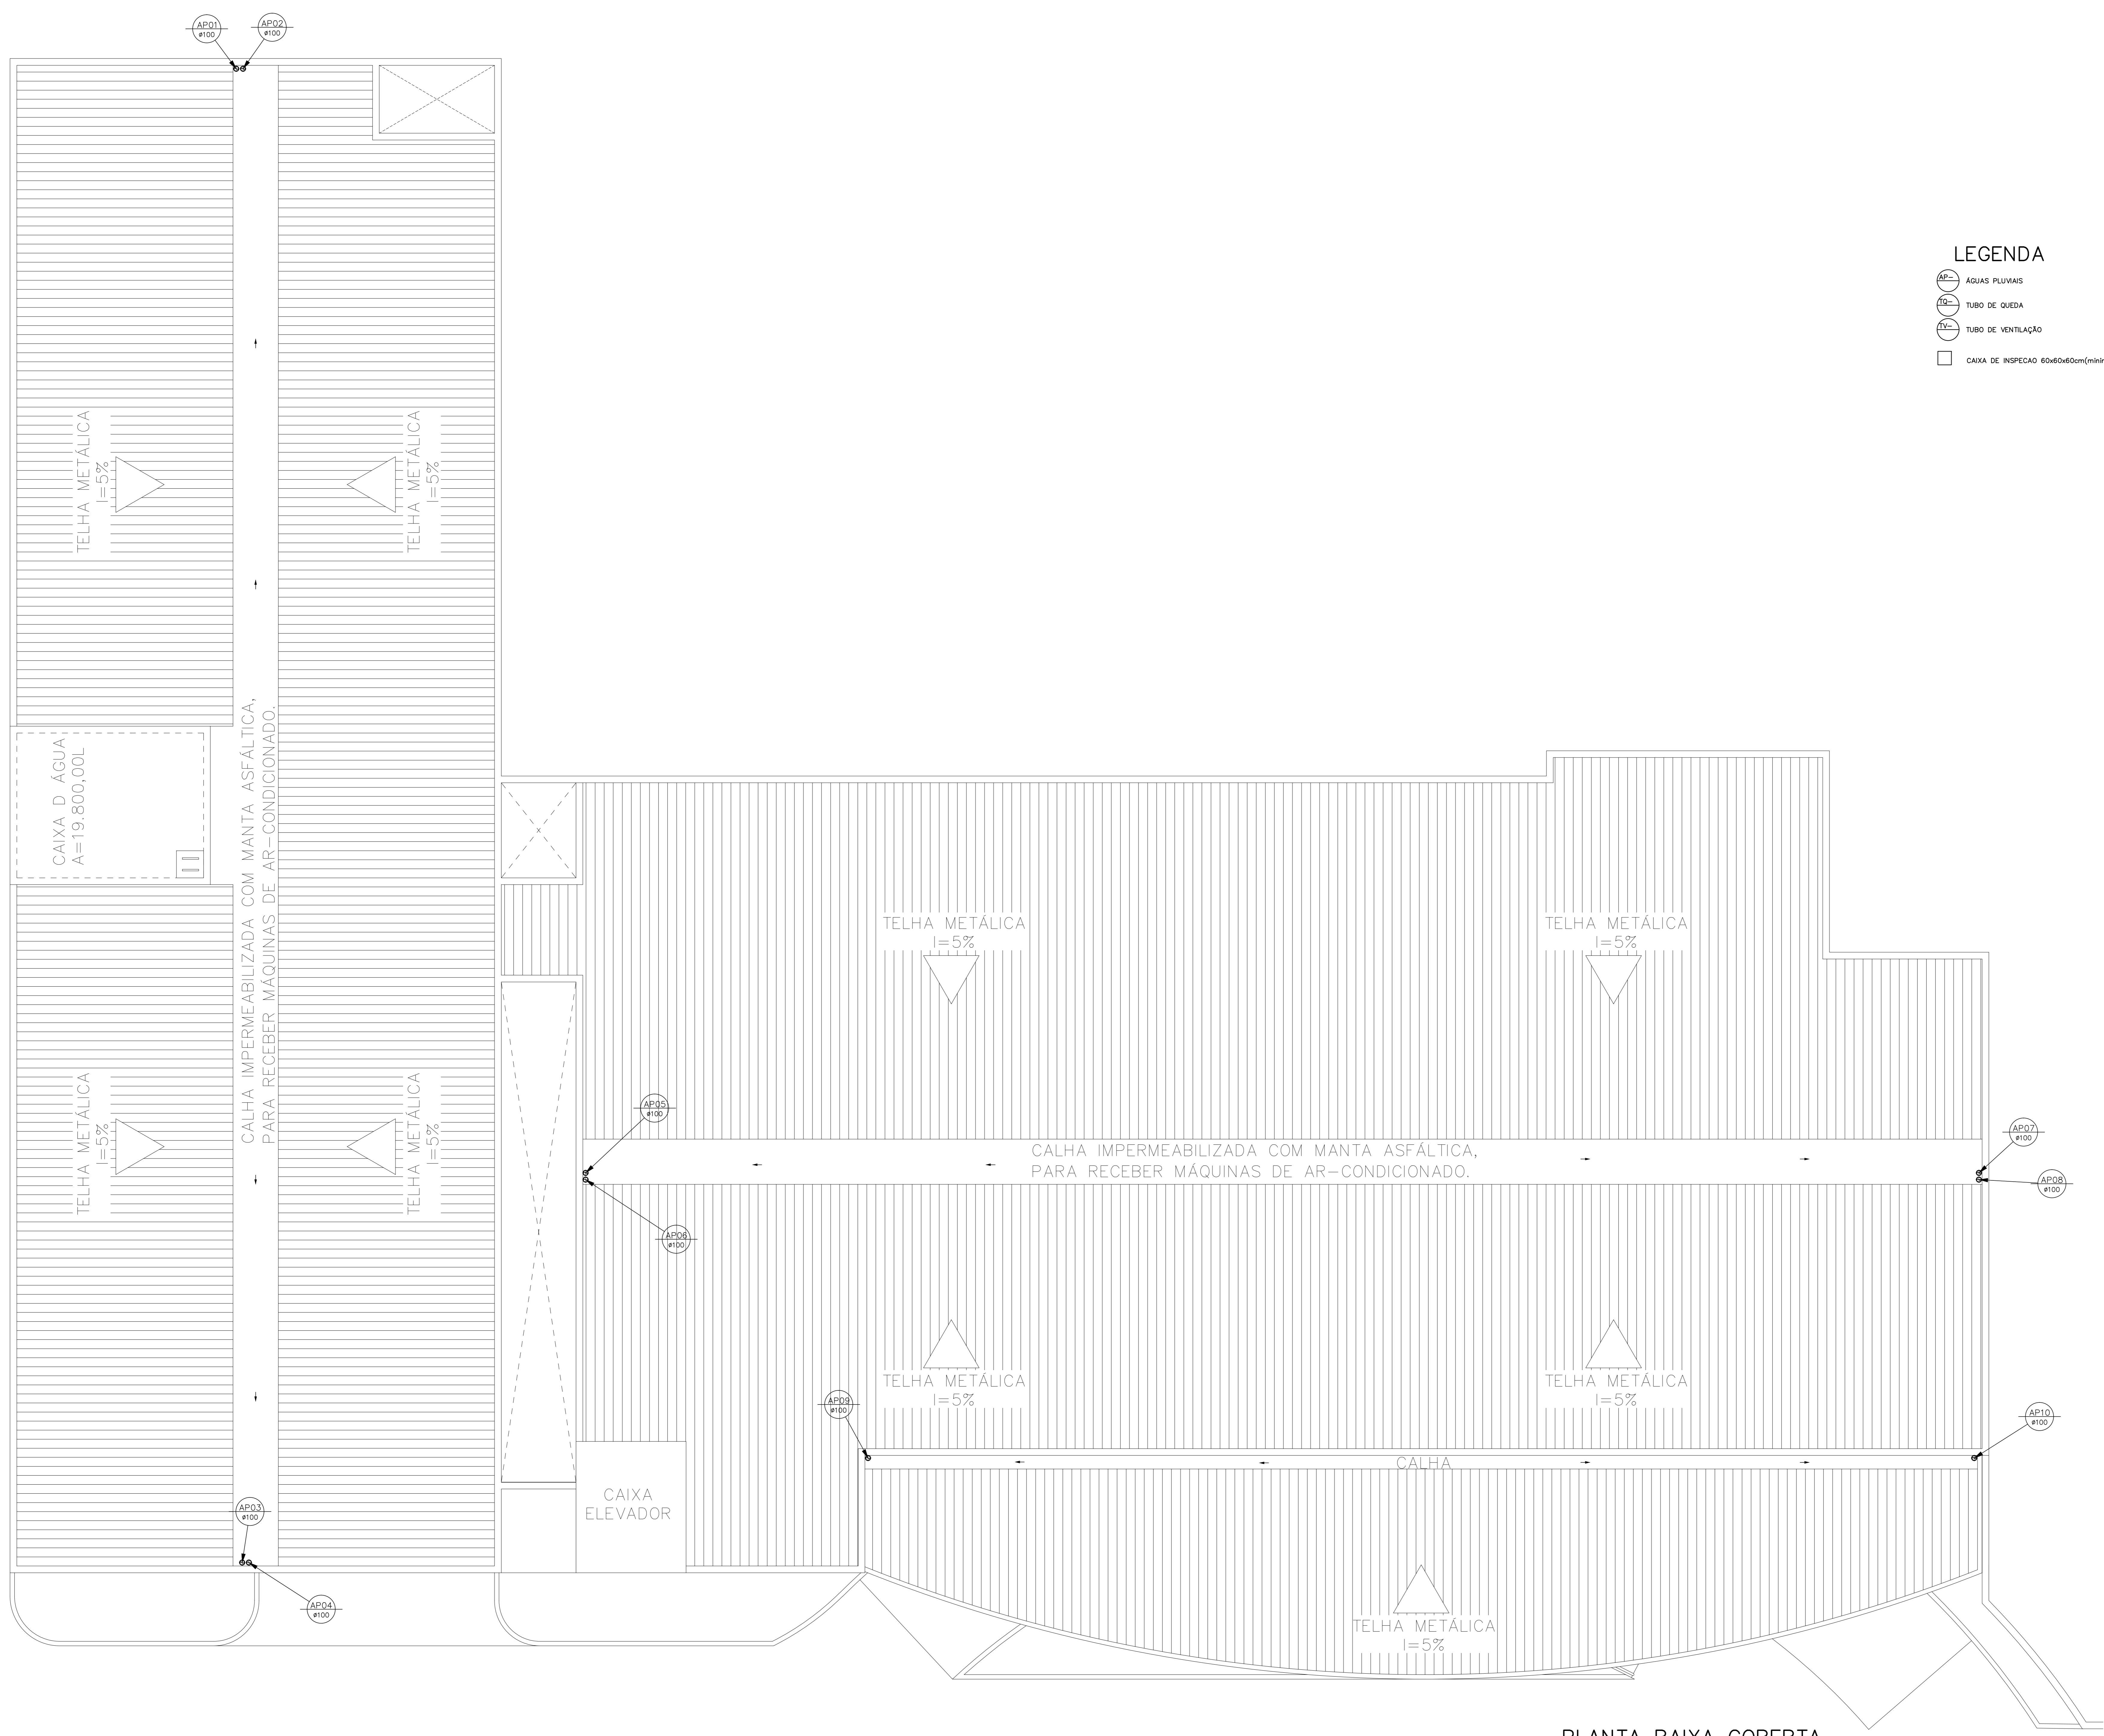 AP01
ø100
AP02
ø100
LEGENDA
AP-
ÁGUAS PLUVIAIS
TQ-
TUBO DE QUEDA
TV-
TUBO DE VENTILAÇÃO
CAIXA DE INSPECAO 60x60x60cm
TELHA METÁLICA
I=5%
TELHA METÁLICA
I=5%
CALHA IMPERMEABILIZADA COM MANTA ASFÁLTICA,
PARA RECEBER MÁQUINAS DE AR-CONDICIONADO.
CAIXA D ÁGUA
A=19.800,00L
TELHA METÁLICA
I=5%
TELHA METÁLICA
I=5%
TELHA METÁLICA
I=5%
TELHA METÁLICA
I=5%
AP05
ø100
CALHA IMPERMEABILIZADA COM MANTA ASFÁLTICA,
PARA RECEBER MÁQUINAS DE AR-CONDICIONADO.
AP07
ø100
AP08
ø100
AP06
ø100
TELHA METÁLICA
I=5%
TELHA METÁLICA
I=5%
AP09
ø100
AP10
ø100
CALHA
CAIXA
ELEVADOR
AP03
ø100
AP04
ø100
TELHA METÁLICA
I=5%
PLANTA BAIXA COBERTA